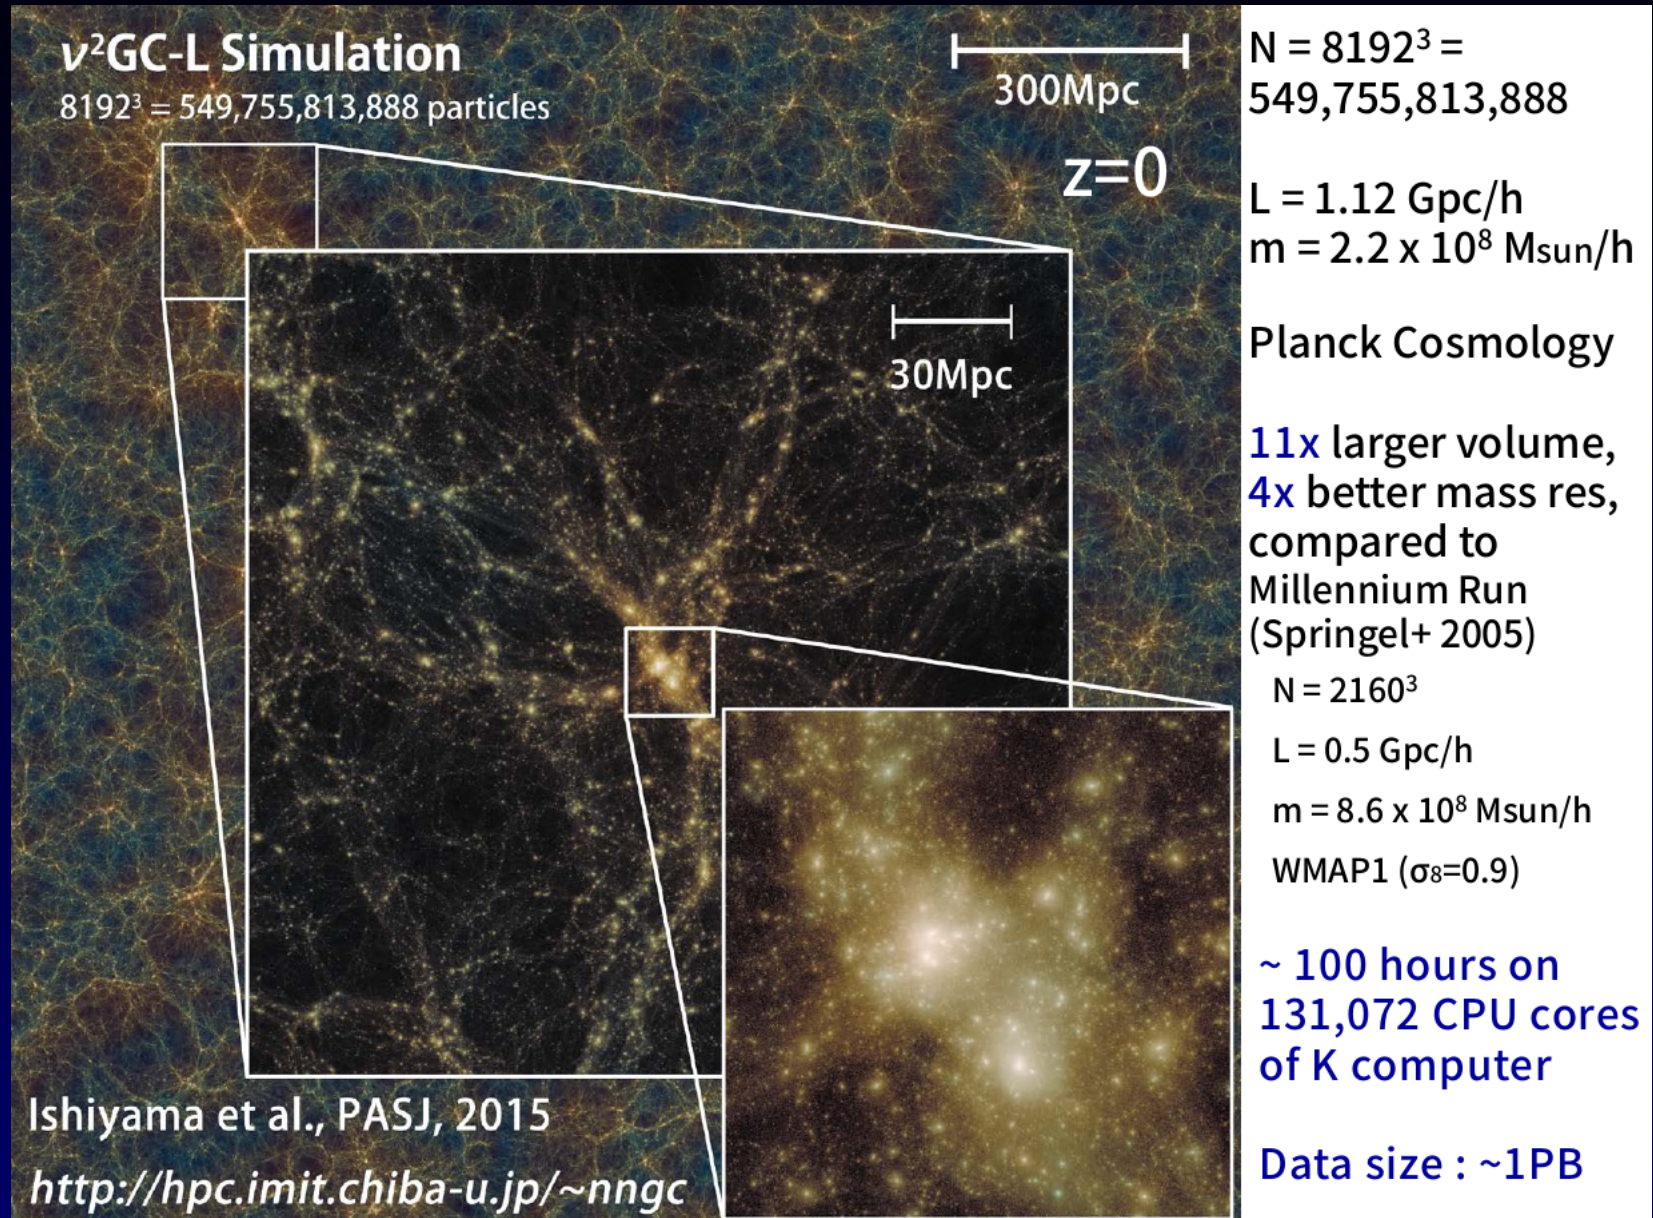 ν²GC-L Simulation
8192³ = 549,755,813,888 particles
300Mpc
z=0
30Mpc
Ishiyama et al., PASJ, 2015
http://hpc.imit.chiba-u.jp/~nngc
N = 8192³ =
549,755,813,888
L = 1.12 Gpc/h
m = 2.2 x 10⁸ Msun/h
Planck Cosmology
11x larger volume,
4x better mass res,
compared to
Millennium Run
(Springel+ 2005)
N = 2160³
L = 0.5 Gpc/h
m = 8.6 x 10⁸ Msun/h
WMAP1 (σ₈=0.9)
~ 100 hours on
131,072 CPU cores
of K computer
Data size : ~1PB